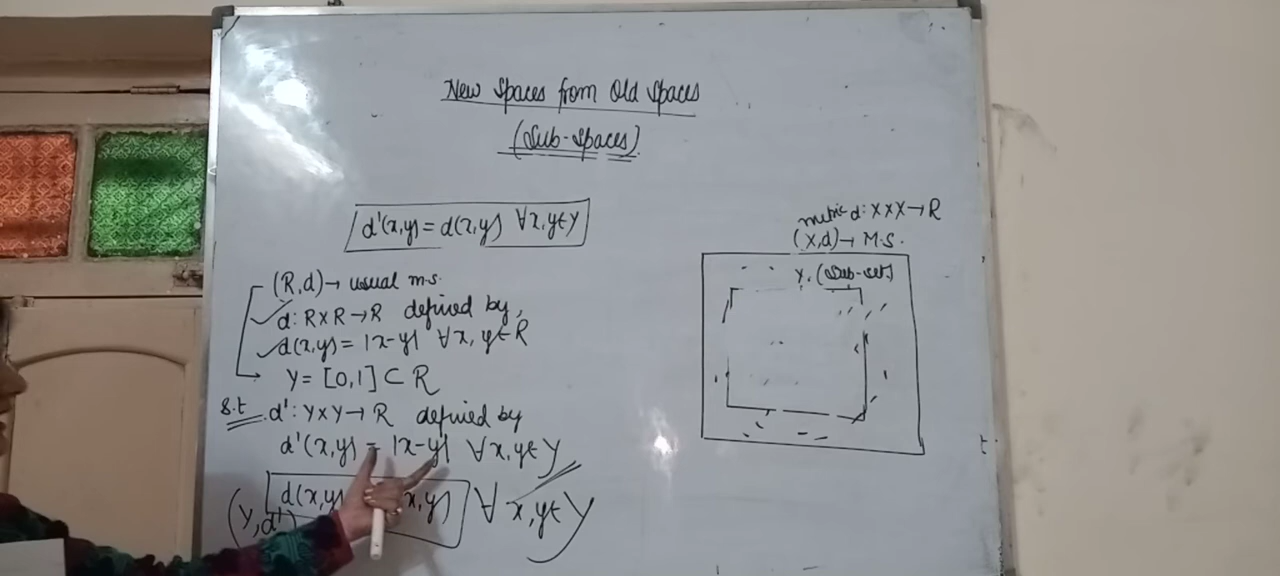 New Spaces from Old Spaces
(Sub-Spaces)
d'(x,y) = d(x,y) ∀x,y∈Y
metric d: X×X→R
(X,d)→ M.S.
Y. (Sub-set)
(R,d)→ usual m.s.
d: R×R→R defined by,
d(x,y) = |x-y| ∀x, y∈R
Y = [0,1] ⊂ R
S.t d': Y×Y→R defined by
d'(x,y) = |x-y| ∀x,y∈Y
d(x,y x,y) ∀ x,y∈Y
(Y,d')